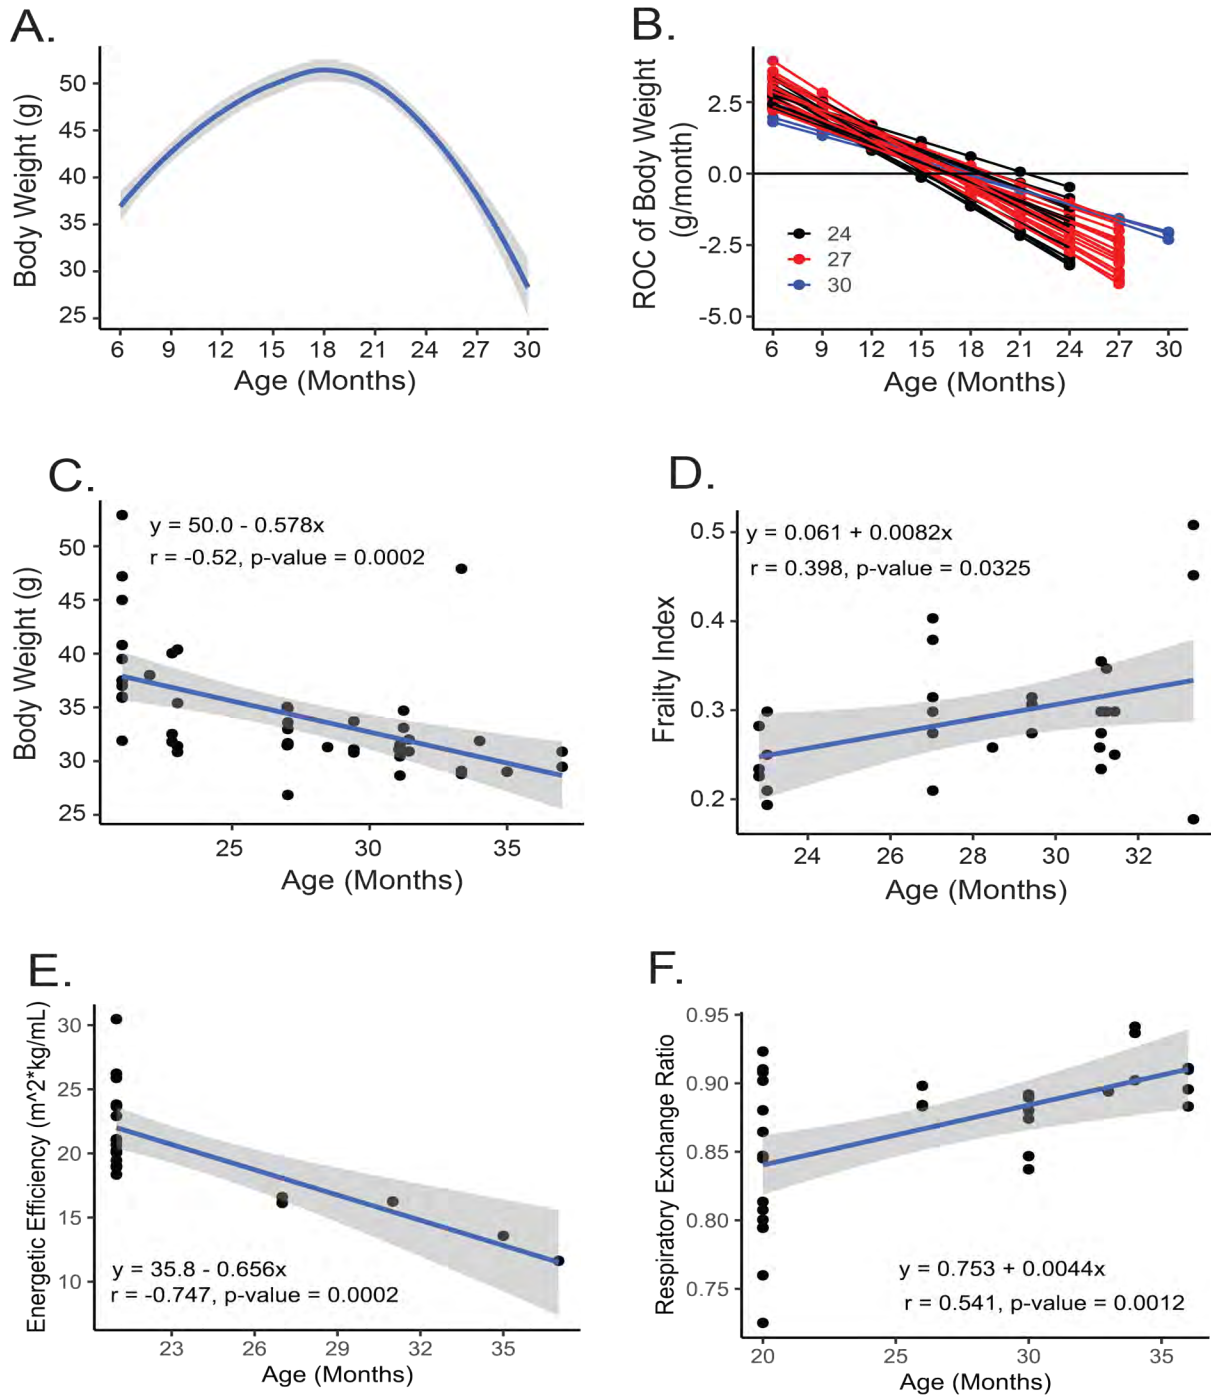 A.
Body Weight (g)
50
45
40
35
30
25
6 9 12 15 18 21 24 27 30
Age (Months)
B.
ROC of Body Weight
(g/month)
2.5
0.0
-2.5
-5.0
24
27
30
6 9 12 15 18 21 24 27 30
Age (Months)
C.
y = 50.0 - 0.578x
r = -0.52, p-value = 0.0002
Body Weight (g)
50
45
40
35
30
25
25 30 35
Age (Months)
D.
y = 0.061 + 0.0082x
r = 0.398, p-value = 0.0325
Frailty Index
0.5
0.4
0.3
0.2
24 26 28 30 32
Age (Months)
E.
Energetic Efficiency (m^2*kg/mL)
30
25
20
15
10
y = 35.8 - 0.656x
r = -0.747, p-value = 0.0002
23 26 29 32 35
Age (Months)
F.
Respiratory Exchange Ratio
0.95
0.90
0.85
0.80
0.75
y = 0.753 + 0.0044x
r = 0.541, p-value = 0.0012
20 25 30 35
Age (Months)